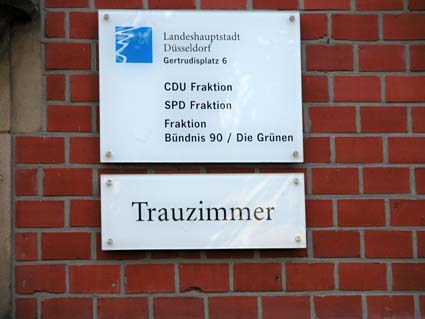 Landeshauptstadt
Düsseldorf
Gertrudisplatz 6
CDU Fraktion
SPD Fraktion
Fraktion
Bündnis 90 / Die Grünen
Trauzimmer